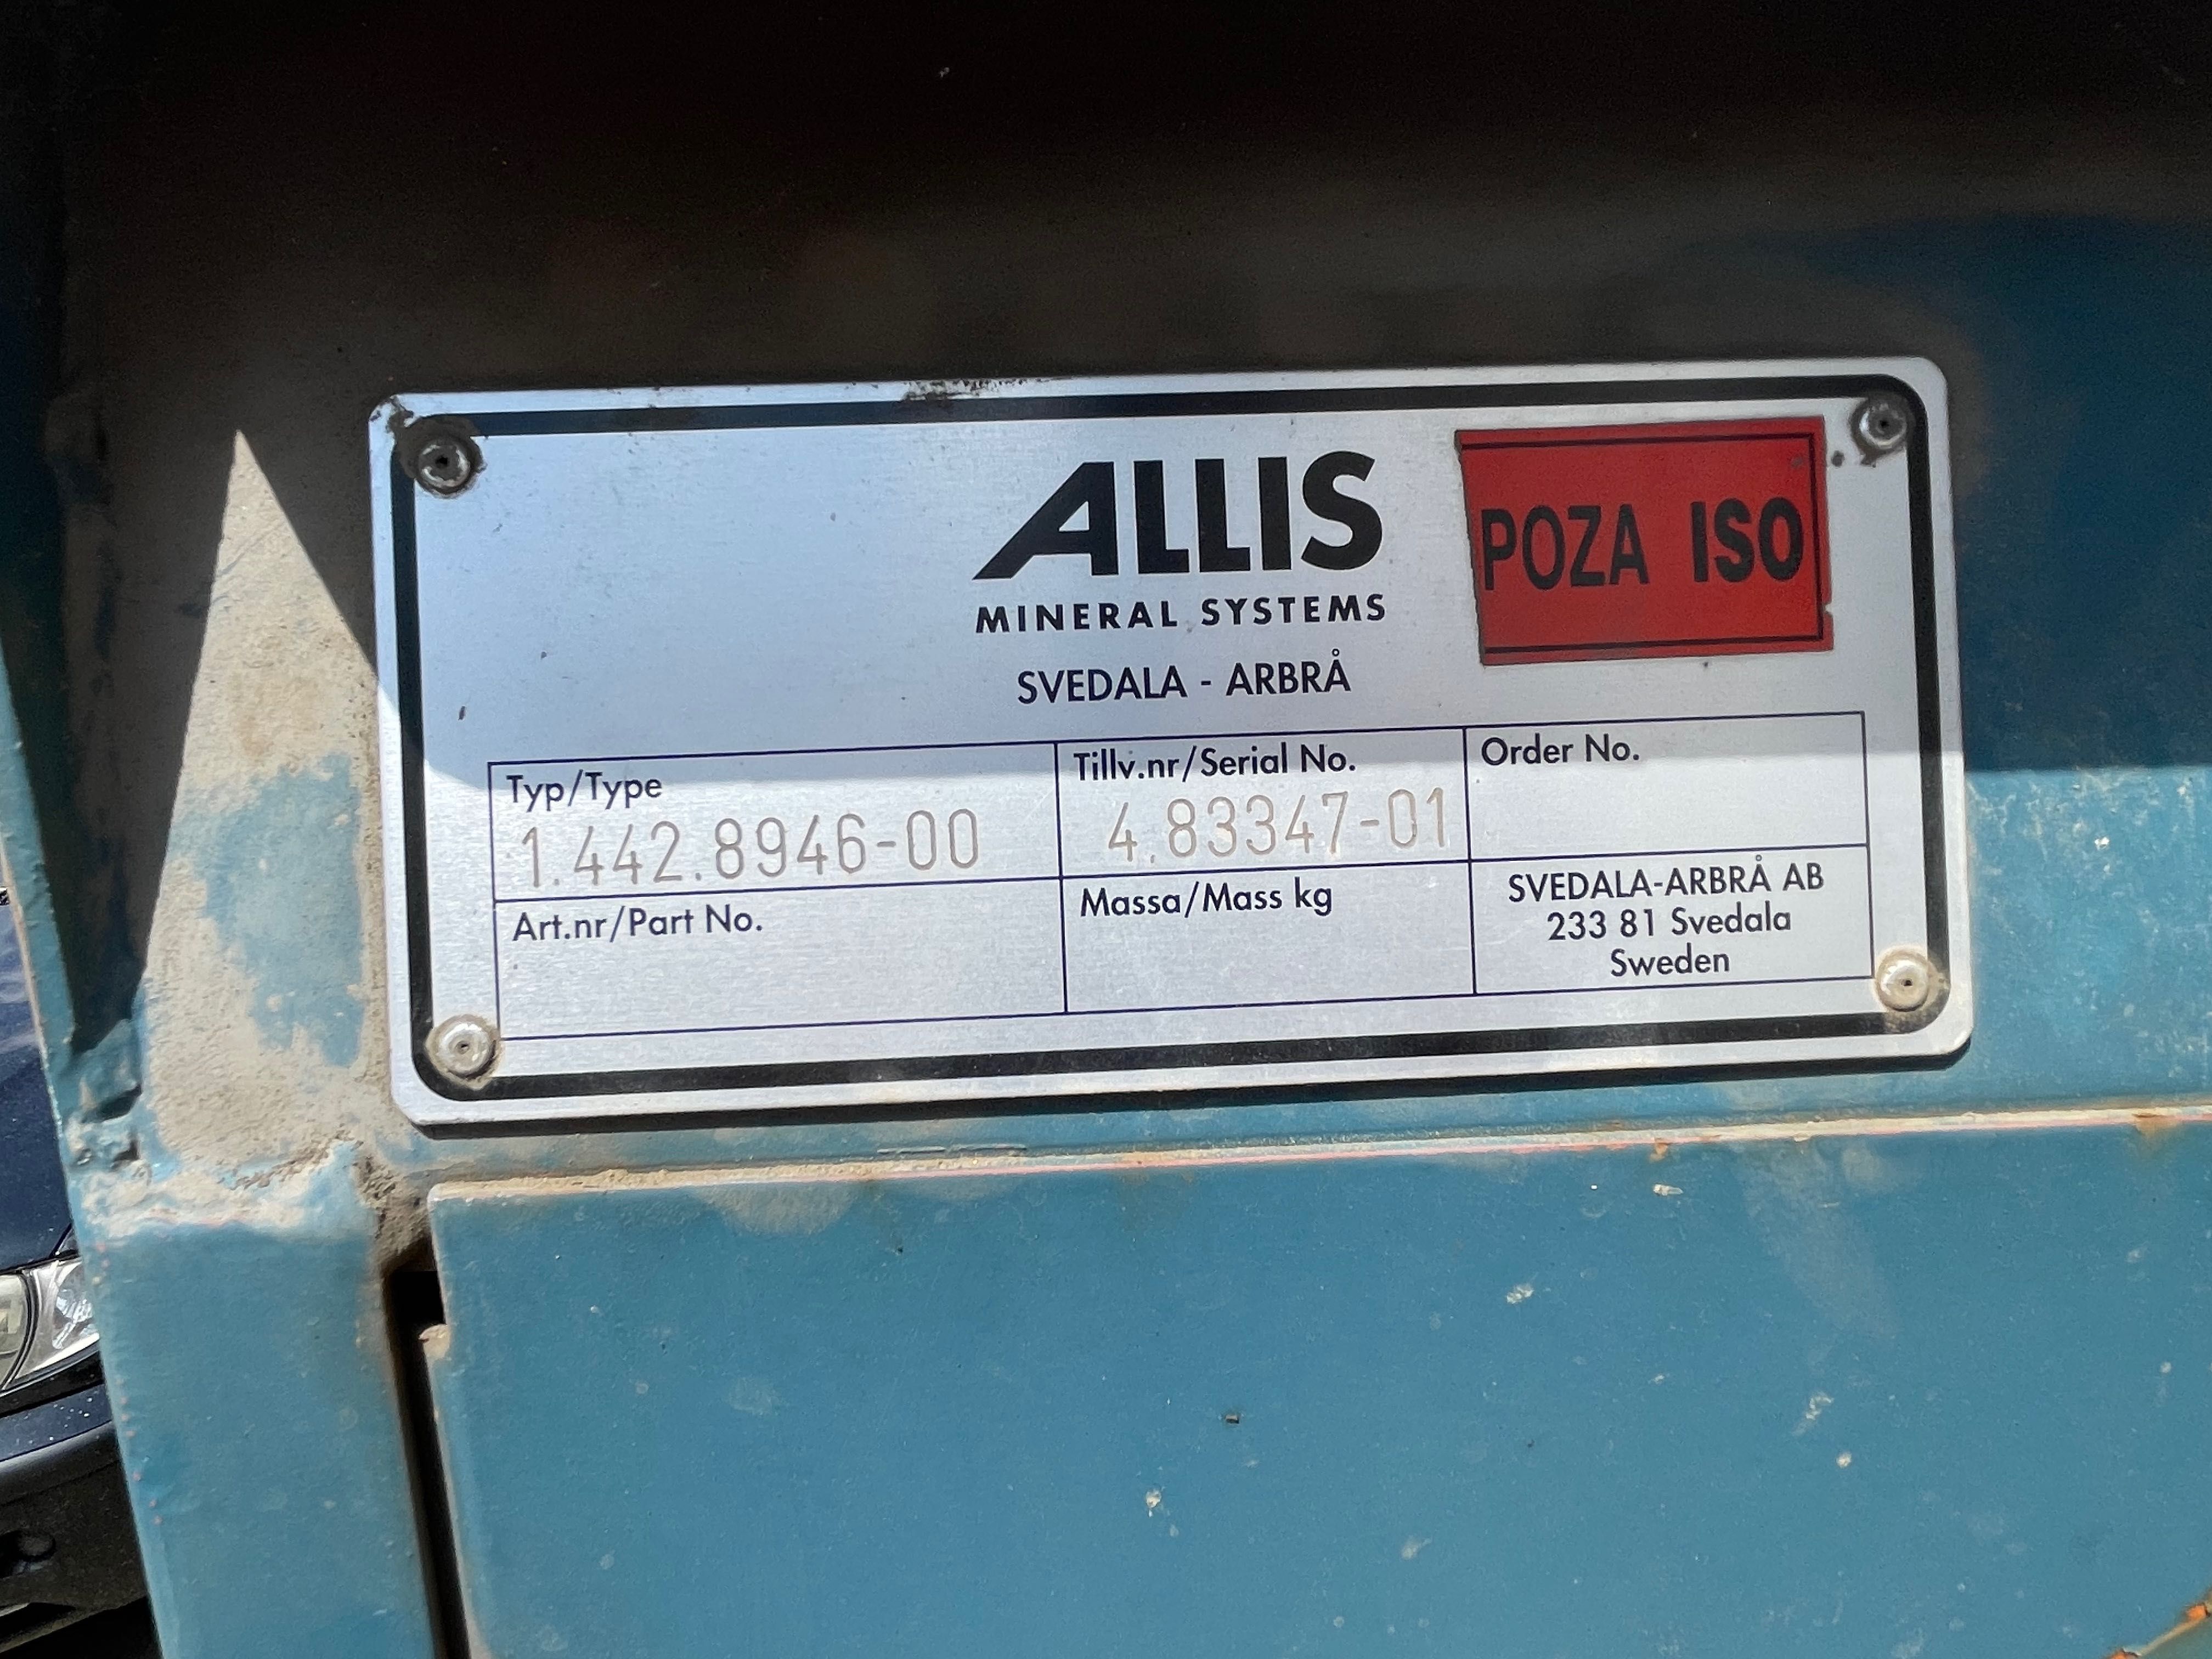 ALLIS
MINERAL SYSTEMS
SVEDALA - ARBRÅ
POZA ISO
Typ/Type
1.442.8946-00
Tillv.nr/Serial No.
4.83347-01
Order No.
Art.nr/Part No.
Massa/Mass kg
SVEDALA-ARBRÅ AB
233 81 Svedala
Sweden